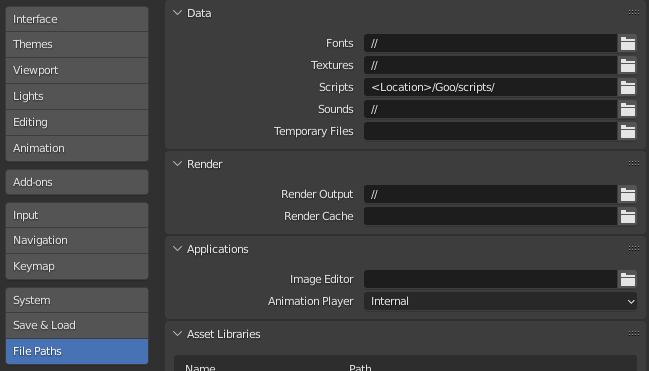 Interface
Themes
Viewport
Lights
Editing
Animation
Add-ons
Input
Navigation
Keymap
System
Save & Load
File Paths
Data
Fonts //
Textures //
Scripts <Location>/Goo/scripts/
Sounds //
Temporary Files
Render
Render Output //
Render Cache
Applications
Image Editor
Animation Player Internal
Asset Libraries
Name Path